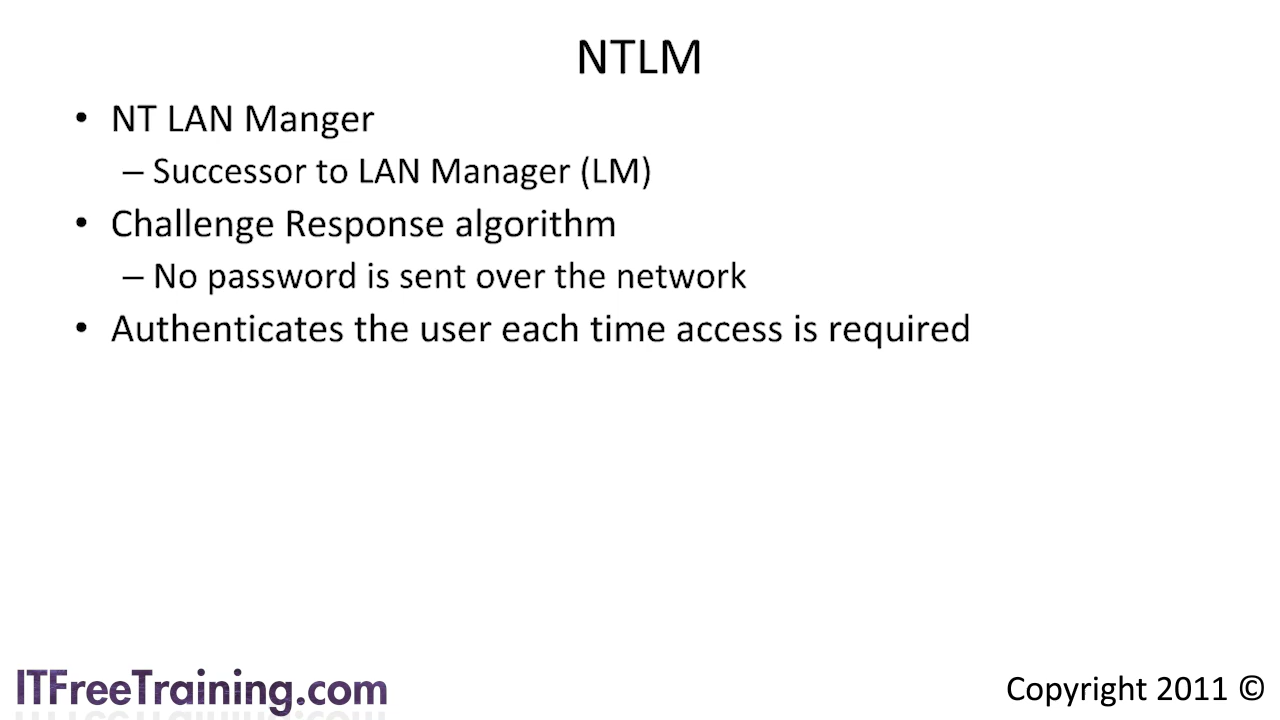 NTLM
• NT LAN Manger
– Successor to LAN Manager (LM)
• Challenge Response algorithm
– No password is sent over the network
• Authenticates the user each time access is required
ITFreeTraining.com
Copyright 2011 ©